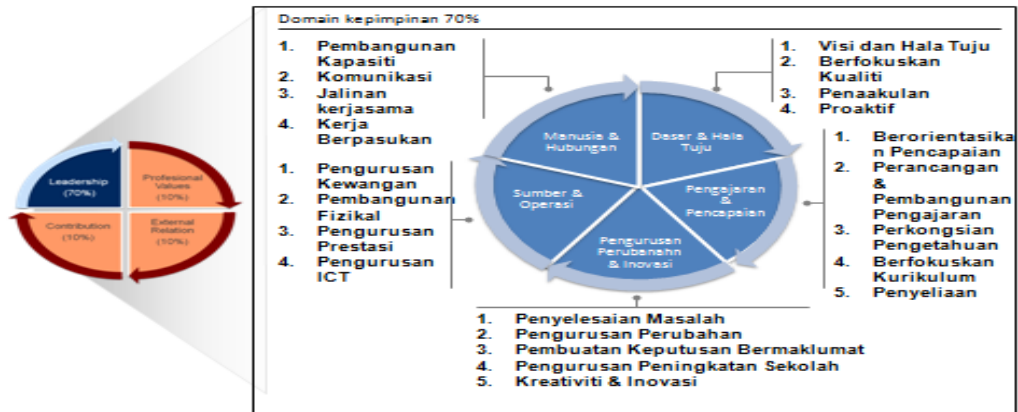 Domain kepimpinan 70%
1. Pembangunan
Kapasiti
2. Komunikasi
3. Jalinan
kerjasama
4. Kerja
Berpasukan
1. Visi dan Hala Tuju
2. Berfokuskan
Kualiti
3. Penaakulan
4. Proaktif
Manusia &
Hubungan
Dasar & Hala
Tuju
1. Berorientasika
n Pencapaian
2. Perancangan
&
Pembangunan
Pengajaran
3. Perkongsian
Pengetahuan
4. Berfokuskan
Kurikulum
5. Penyeliaan
1. Pengurusan
Kewangan
2. Pembangunan
Fizikal
3. Pengurusan
Prestasi
4. Pengurusan
ICT
Sumber &
Operasi
Pengajaran
&
Pencapaian
Pengurusan
Perubanahn
& Inovasi
Leadership
(70%)
Profesional
Values
(10%)
Contribution
(10%)
External
Relation
(10%)
1. Penyelesaian Masalah
2. Pengurusan Perubahan
3. Pembuatan Keputusan Bermaklumat
4. Pengurusan Peningkatan Sekolah
5. Kreativiti & Inovasi